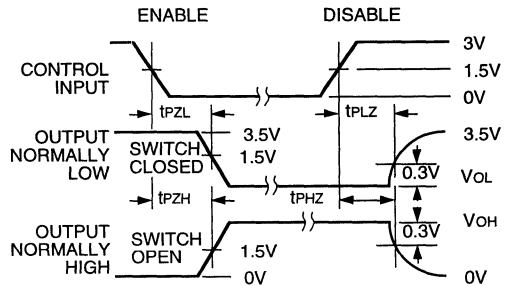 ENABLE DISABLE
3V
CONTROL INPUT 1.5V
0V
tPZL tPLZ
OUTPUT NORMALLY LOW
SWITCH CLOSED
3.5V
1.5V
3.5V
0.3V
VOL
tPZH tPHZ
VOH
0.3V
OUTPUT NORMALLY HIGH
SWITCH OPEN
1.5V
0V
0V